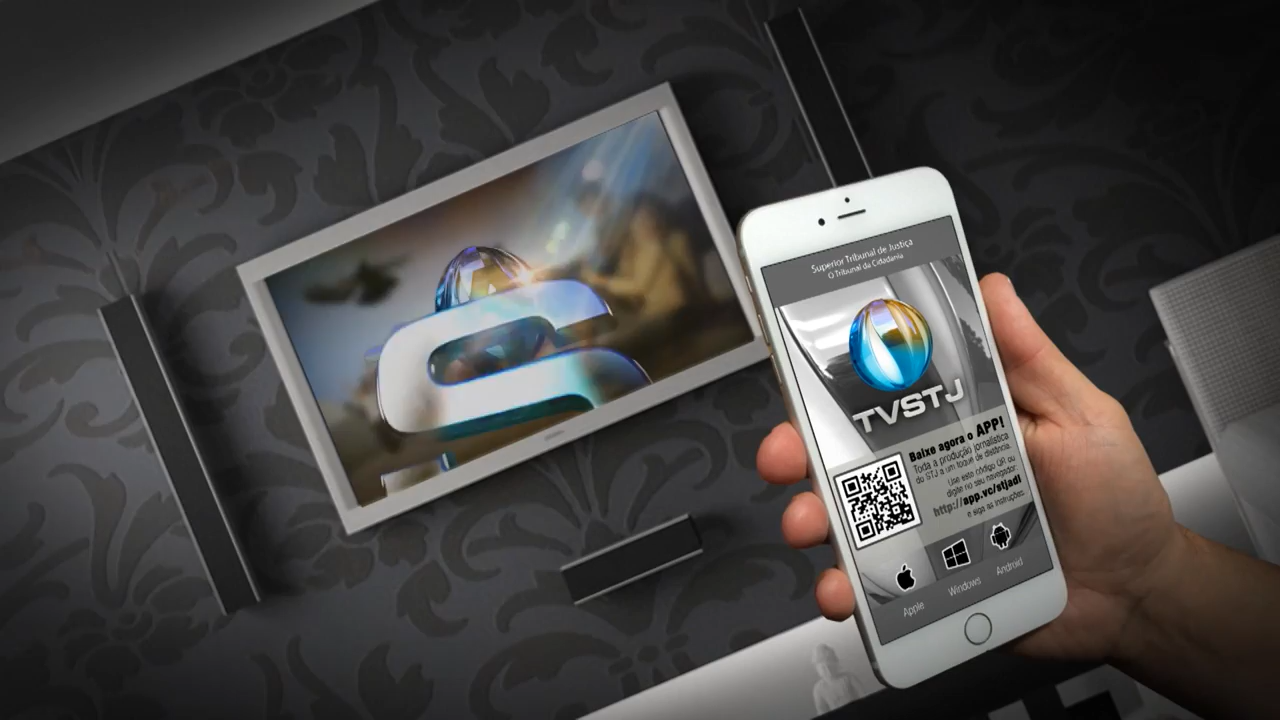 Superior Tribunal de Justiça
O Tribunal da Cidadania
TVSTJ
Baixe agora o APP!
Toda a produção jornalística
do STJ a um toque de distância.
Use este código QR ou
digite no seu navegador:
http://app.vc/stjadl
e siga as instruções.
Apple Windows Android